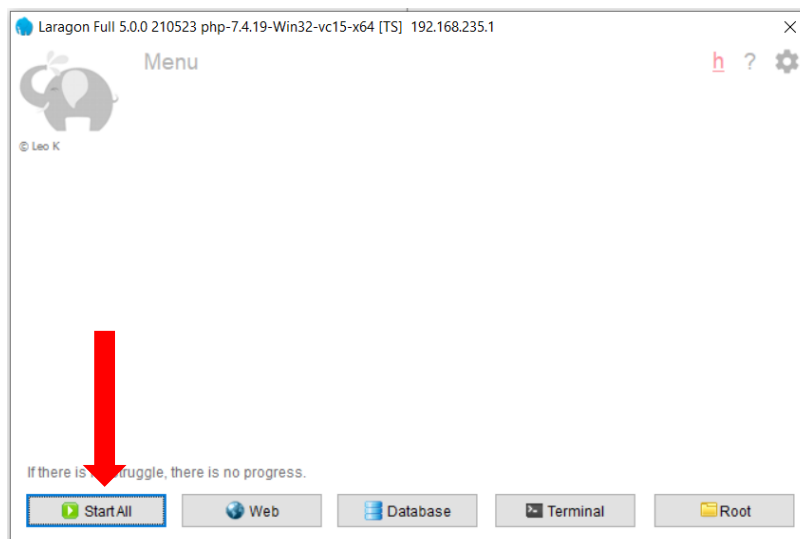 Laragon Full 5.0.0 210523 php-7.4.19-Win32-vc15-x64 [TS] 192.168.235.1
Menu
h ?
© Leo K
If there is struggle, there is no progress.
Start All Web Database Terminal Root